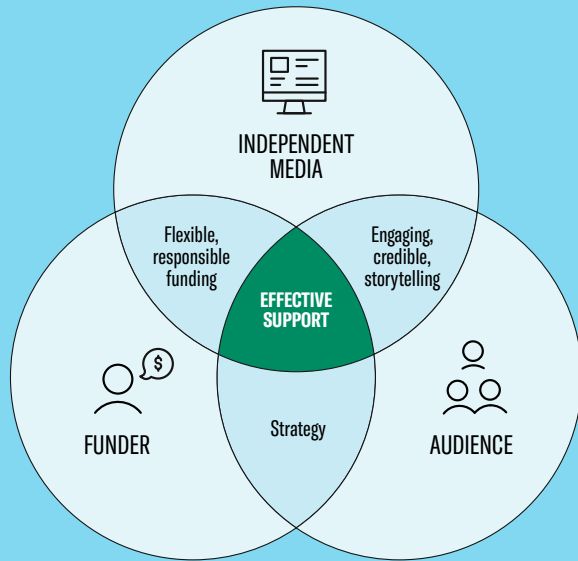 INDEPENDENT
MEDIA
Flexible,
responsible
funding
Engaging,
credible,
storytelling
EFFECTIVE
SUPPORT
$
FUNDER
Strategy
AUDIENCE